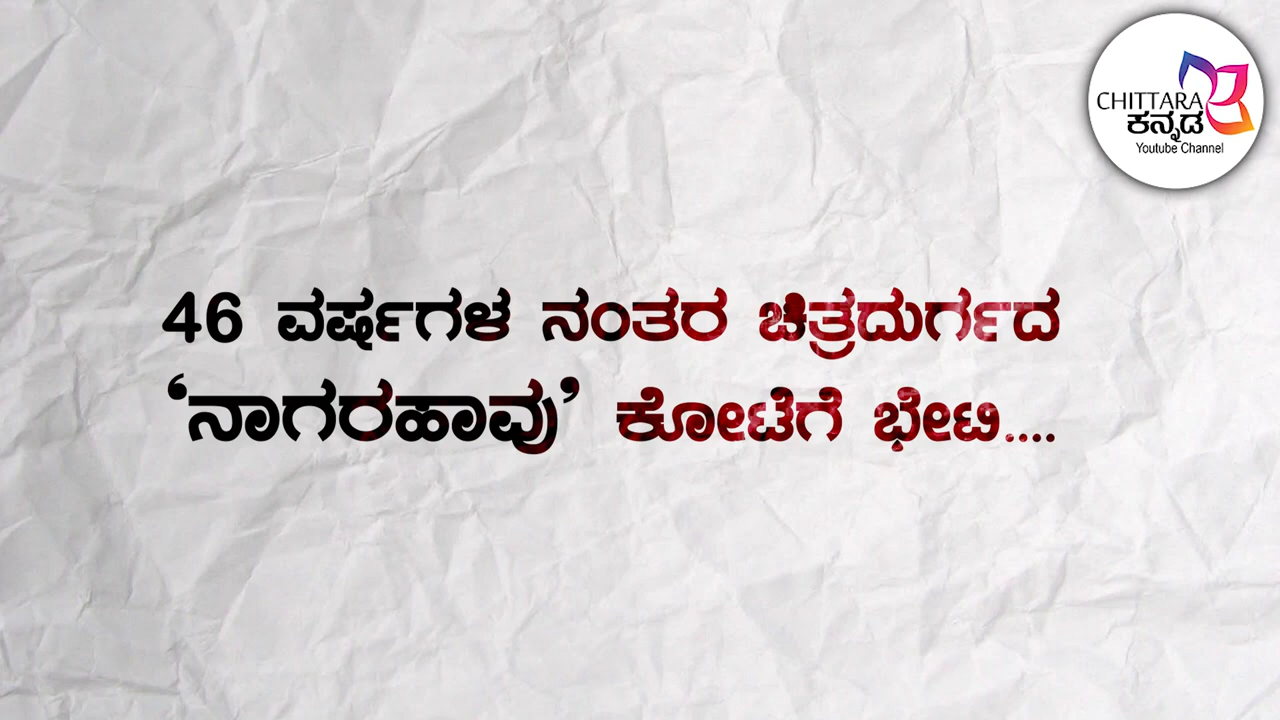 CHITTARA
ಕನ್ನಡ
Youtube Channel
46 ವರ್ಷಗಳ ನಂತರ ಚಿತ್ರದುರ್ಗದ
‘ನಾಗರಹಾವು’ ಕೋಟೆಗೆ ಭೇಟಿ....